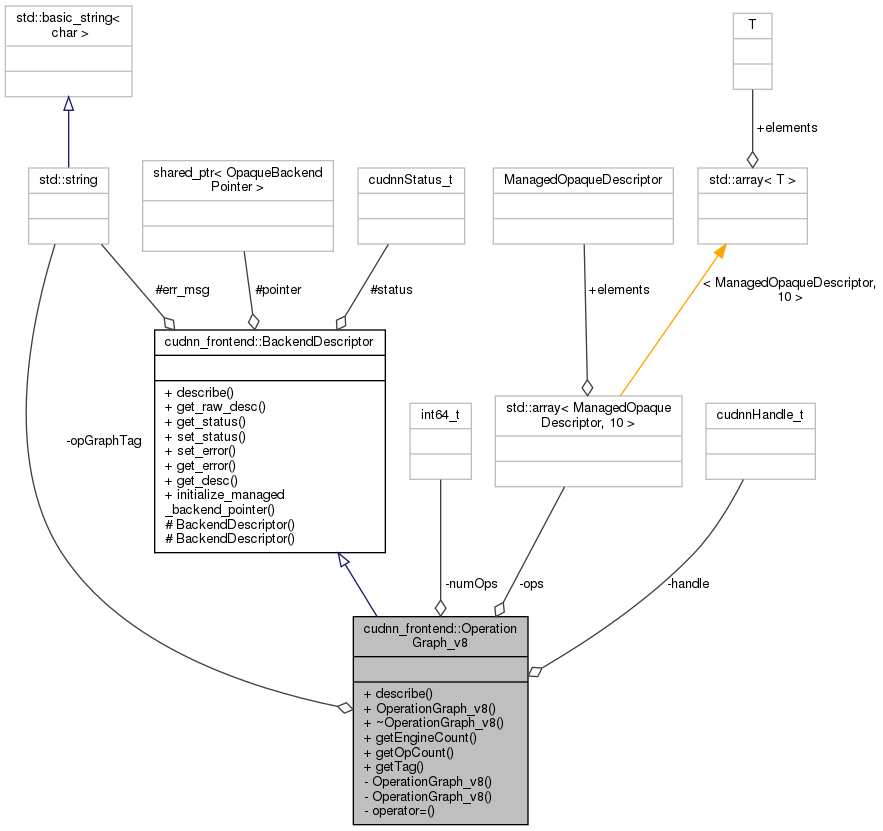 std::basic_string<
char >
T
+elements
std::string
shared_ptr< OpaqueBackend
Pointer >
cudnnStatus_t
ManagedOpaqueDescriptor
std::array< T >
#err_msg
#pointer
#status
+elements
< ManagedOpaqueDescriptor,
10 >
cudnn_frontend::BackendDescriptor
+ describe()
+ get_raw_desc()
+ get_status()
+ set_status()
+ set_error()
+ get_error()
+ get_desc()
+ initialize_managed
_backend_pointer()
# BackendDescriptor()
# BackendDescriptor()
-opGraphTag
int64_t
std::array< ManagedOpaque
Descriptor, 10 >
cudnnHandle_t
-numOps
-ops
-handle
cudnn_frontend::Operation
Graph_v8
+ describe()
+ OperationGraph_v8()
+ ~OperationGraph_v8()
+ getEngineCount()
+ getOpCount()
+ getTag()
- OperationGraph_v8()
- OperationGraph_v8()
- operator=()